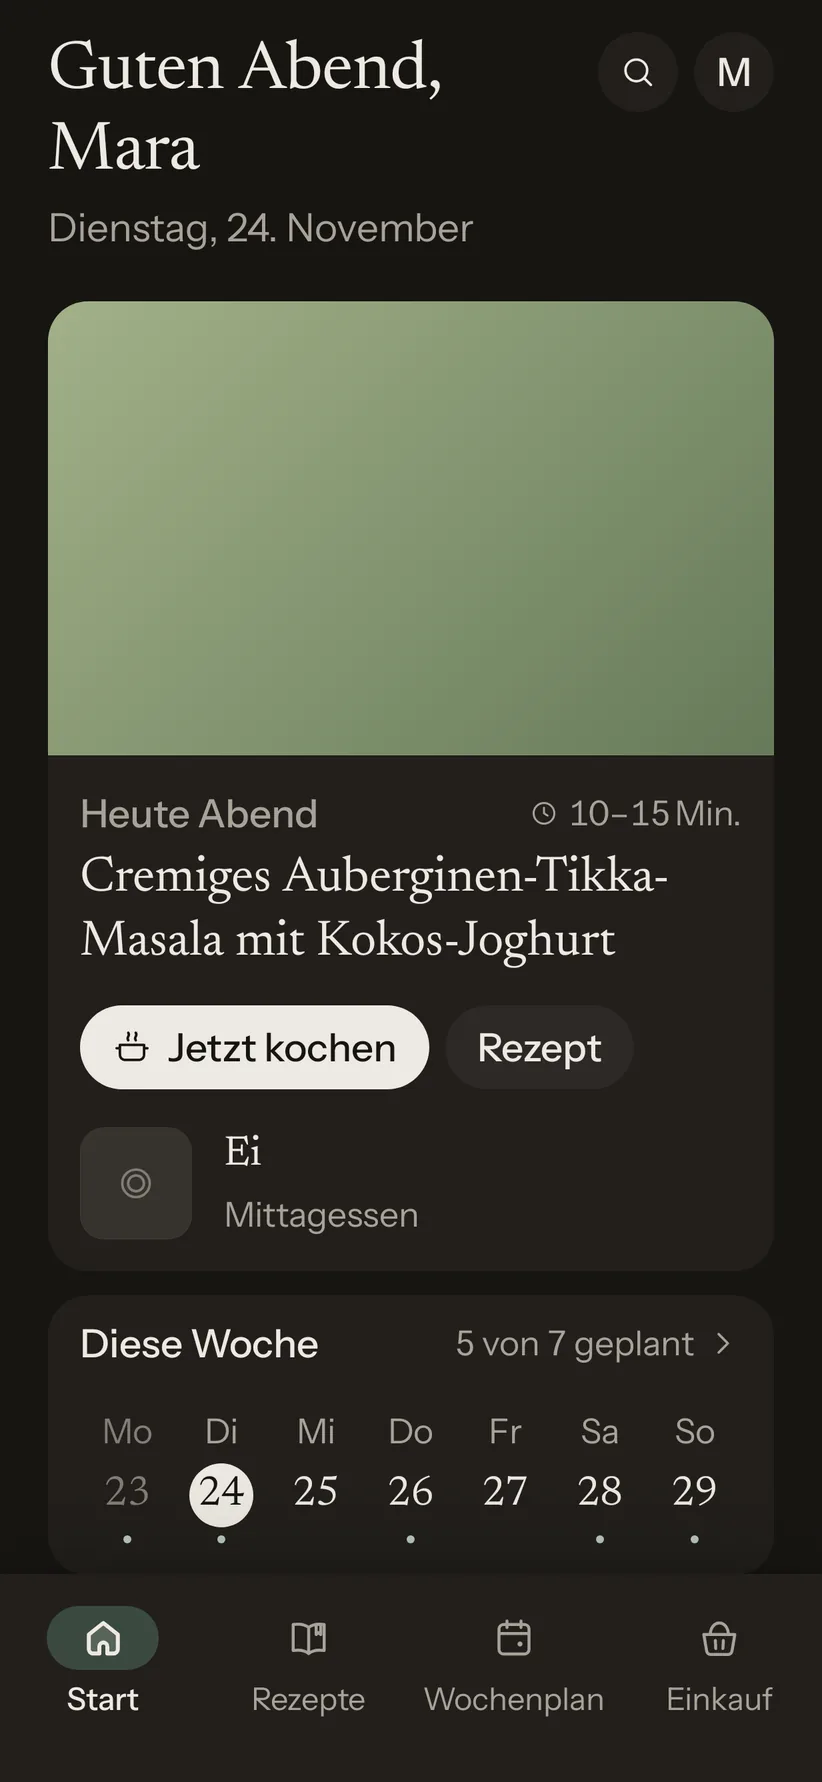 Guten Abend,
Mara
M
Dienstag, 24. November
Heute Abend
10–15 Min.
Cremiges Auberginen-Tikka-
Masala mit Kokos-Joghurt
Jetzt kochen
Rezept
Ei
Mittagessen
Diese Woche
5 von 7 geplant
Mo Di Mi Do Fr Sa So
23 24 25 26 27 28 29
Start
Rezepte
Wochenplan
Einkauf